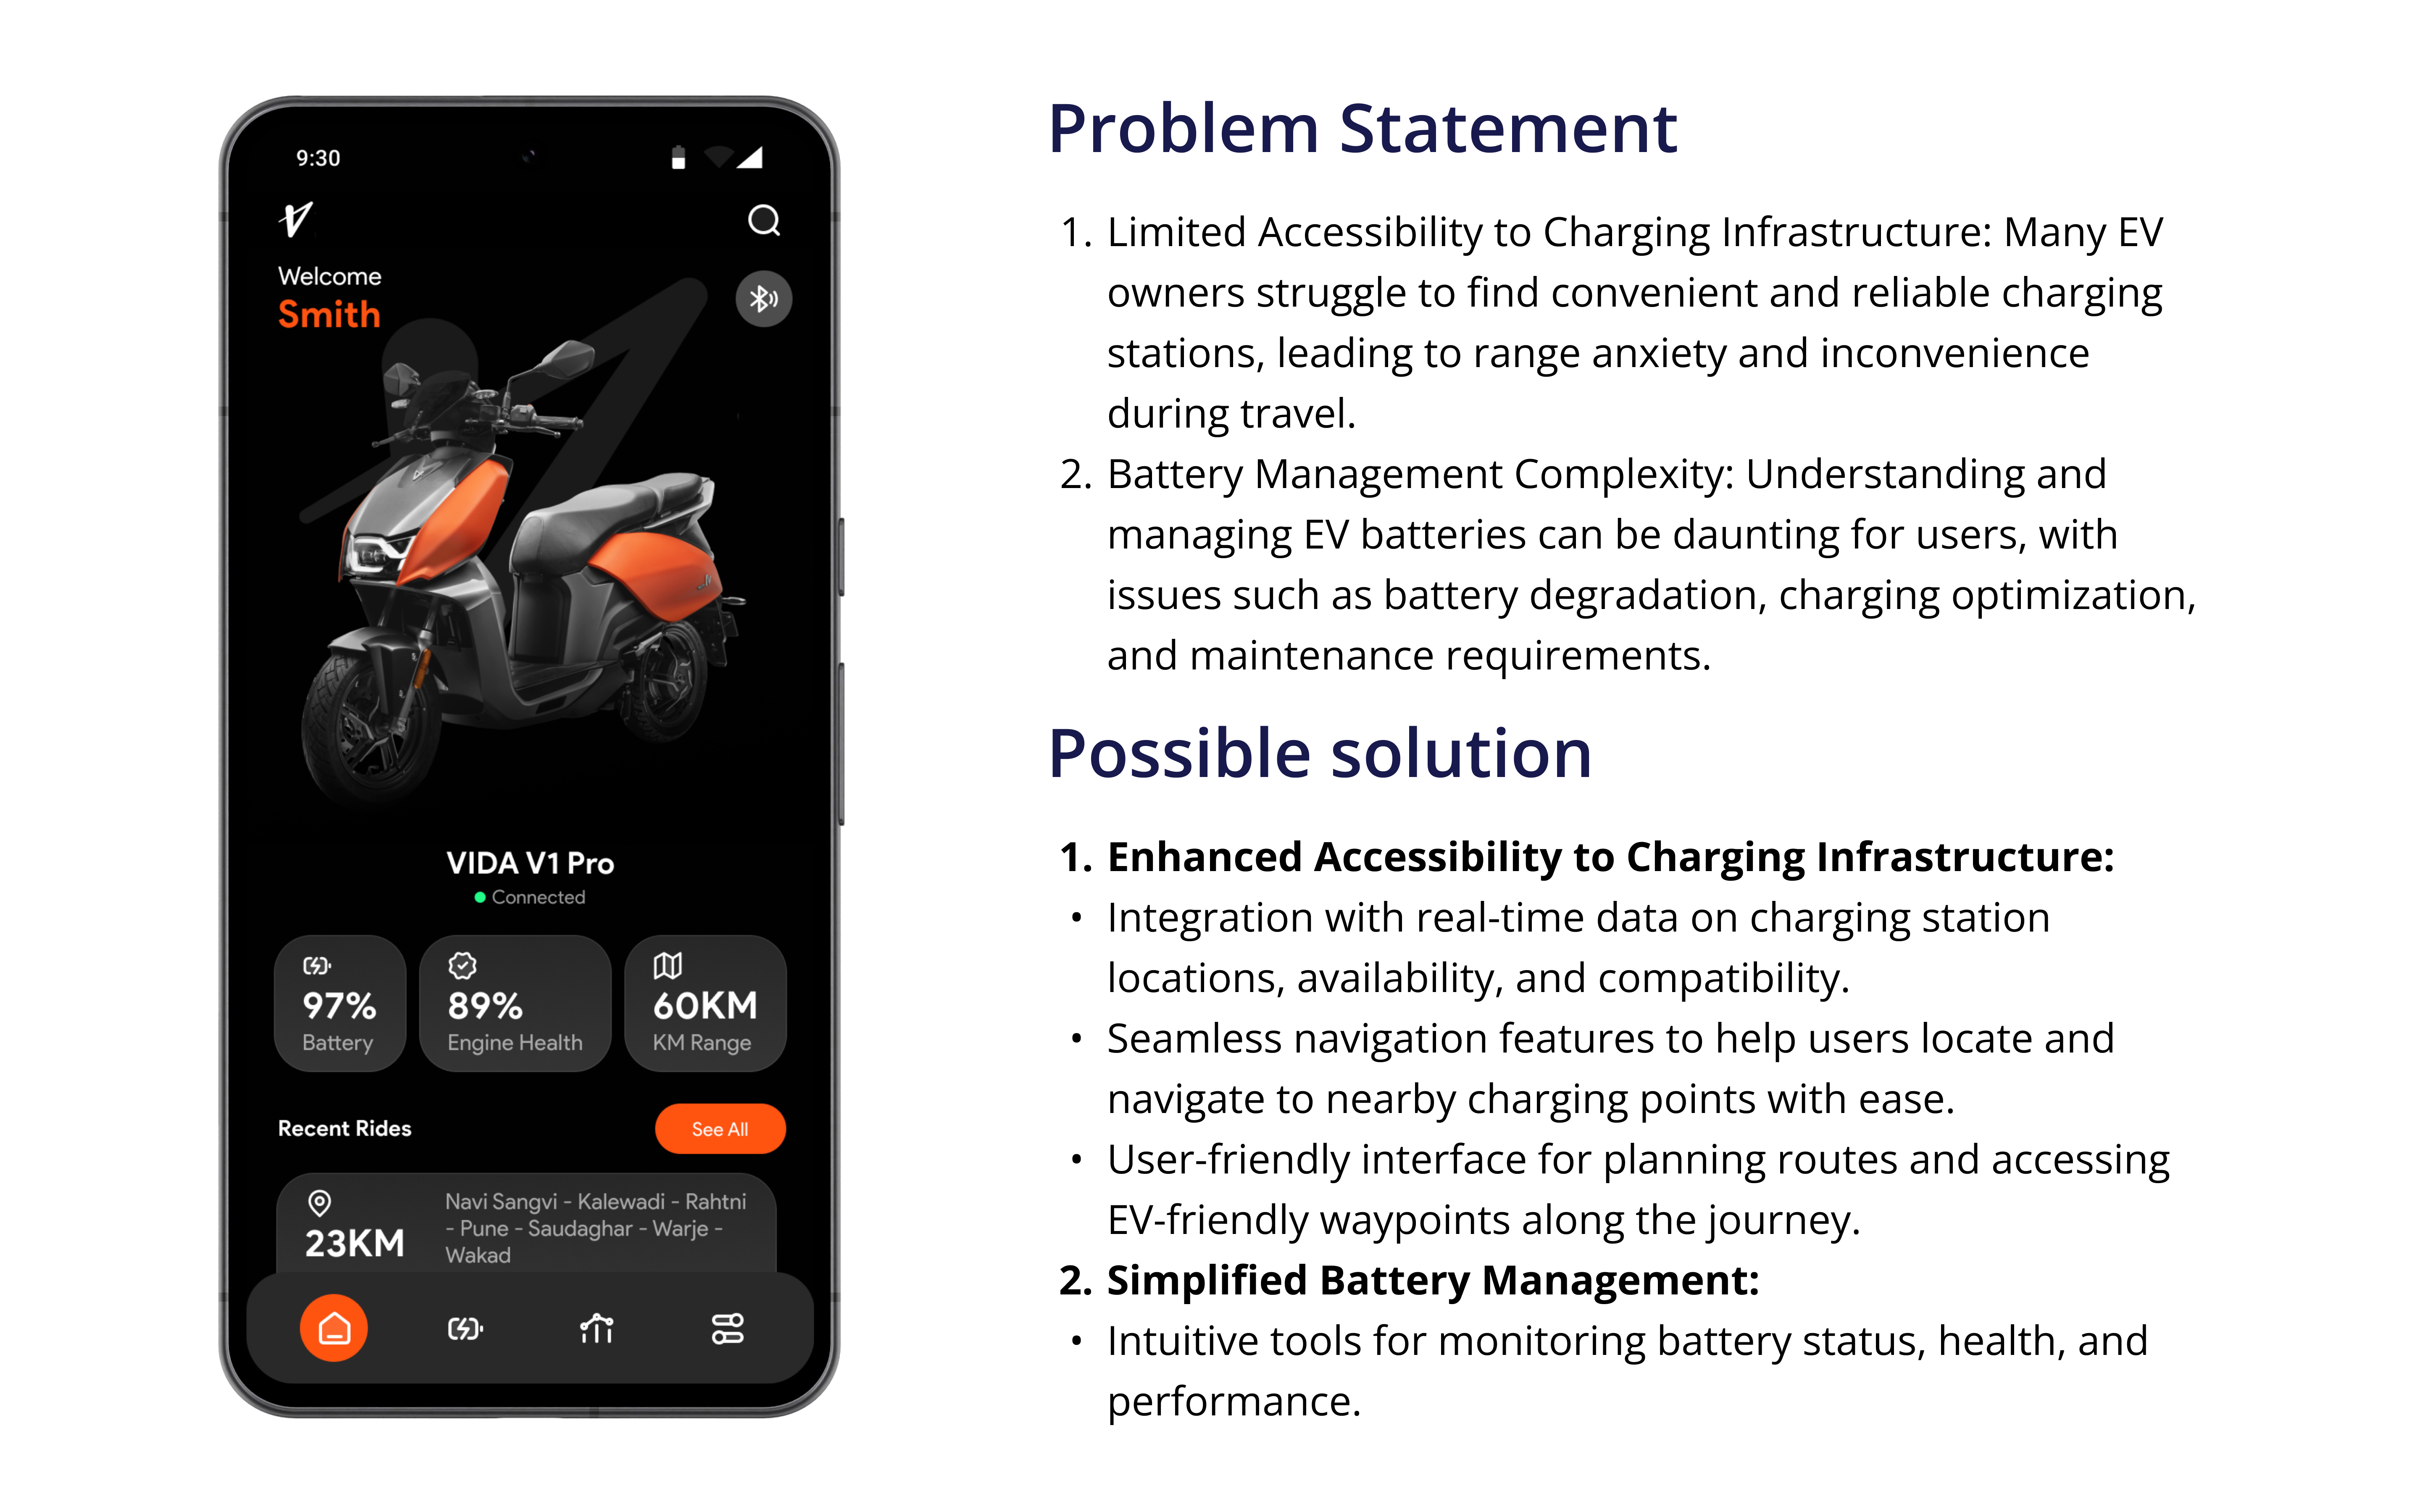 9:30
Welcome
Smith
VIDA V1 Pro
Connected
97%
Battery
89%
Engine Health
60KM
KM Range
Recent Rides
See All
23KM
Navi Sangvi - Kalewadi - Rahtni
- Pune - Saudaghar - Warje -
Wakad
Problem Statement
1. Limited Accessibility to Charging Infrastructure: Many EV
owners struggle to find convenient and reliable charging
stations, leading to range anxiety and inconvenience
during travel.
2. Battery Management Complexity: Understanding and
managing EV batteries can be daunting for users, with
issues such as battery degradation, charging optimization,
and maintenance requirements.
Possible solution
1. Enhanced Accessibility to Charging Infrastructure:
• Integration with real-time data on charging station
locations, availability, and compatibility.
• Seamless navigation features to help users locate and
navigate to nearby charging points with ease.
• User-friendly interface for planning routes and accessing
EV-friendly waypoints along the journey.
2. Simplified Battery Management:
• Intuitive tools for monitoring battery status, health, and
performance.